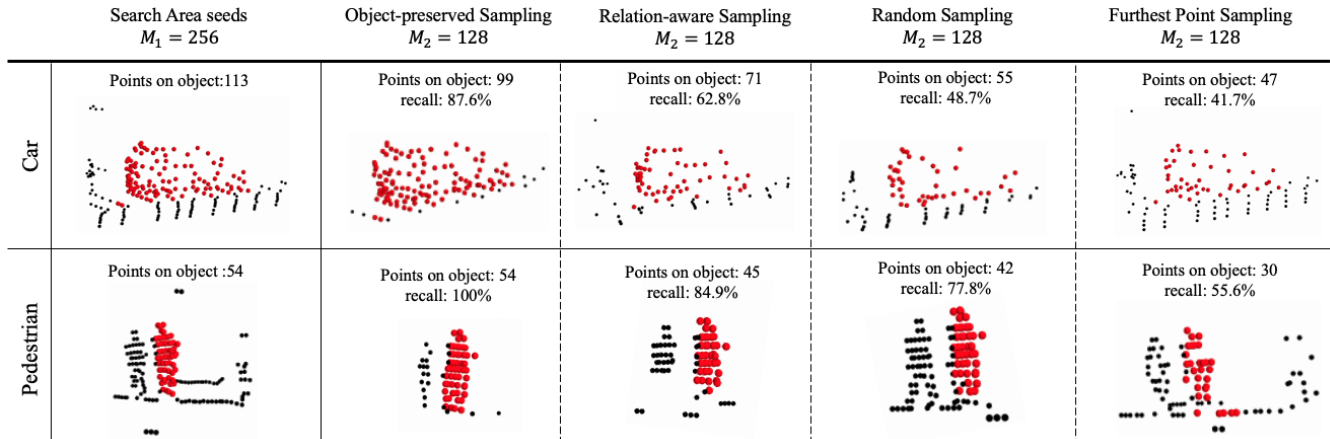 Search Area seeds
M₁ = 256
Object-preserved Sampling
M₂ = 128
Relation-aware Sampling
M₂ = 128
Random Sampling
M₂ = 128
Furthest Point Sampling
M₂ = 128
Car
Points on object:113
Points on object: 99
recall: 87.6%
Points on object: 71
recall: 62.8%
Points on object: 55
recall: 48.7%
Points on object: 47
recall: 41.7%
Pedestrian
Points on object :54
Points on object: 54
recall: 100%
Points on object: 45
recall: 84.9%
Points on object: 42
recall: 77.8%
Points on object: 30
recall: 55.6%